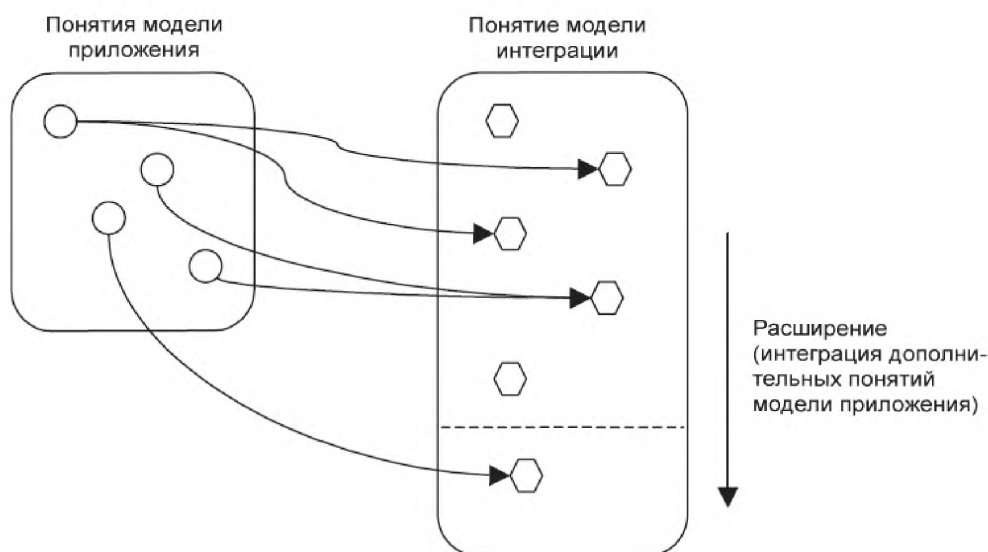 Понятия модели
приложения
Понятие модели
интеграции
Расширение
(интеграция дополни-
тельных понятий
модели приложения)